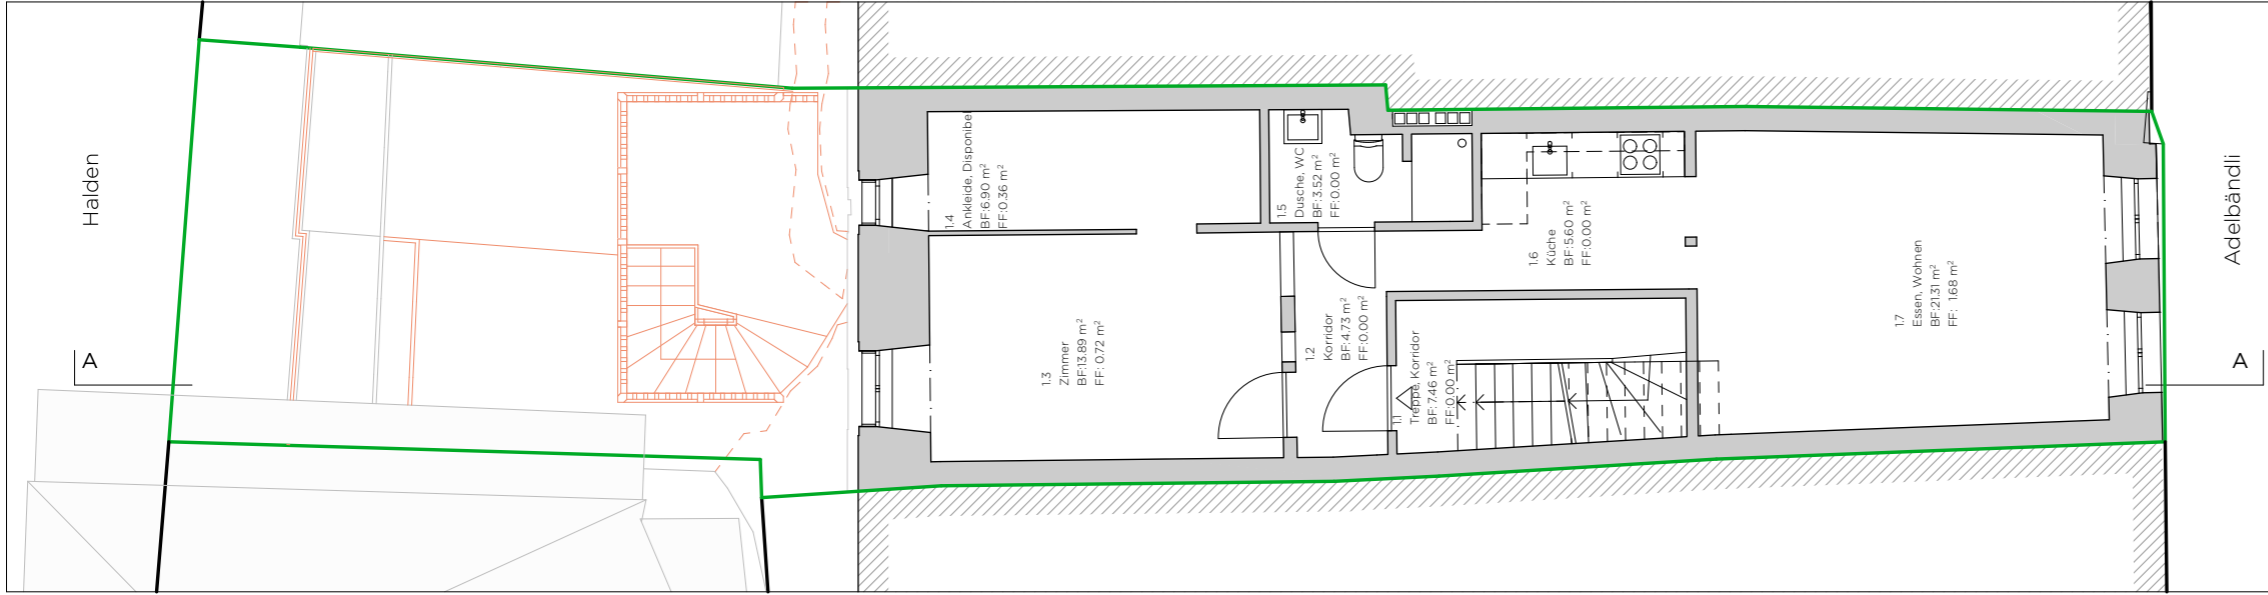 Halden
A
1.4
Ankleide, Disponibel
BF:6.90 m²
FF:0.36 m²
1.3
Zimmer
BF:13.89 m²
FF: 0.72 m²
1.5
Dusche, WC
BF:3.52 m²
FF:0.00 m²
1.2
Korridor
BF:4.73 m²
FF:0.00 m²
1.1
Treppe, Korridor
BF: 7.46 m²
FF:0.00 m²
1.6
Küche
BF:5.60 m²
FF:0.00 m²
1.7
Essen, Wohnen
BF:21.31 m²
FF: 1.68 m²
Adelbändli
A